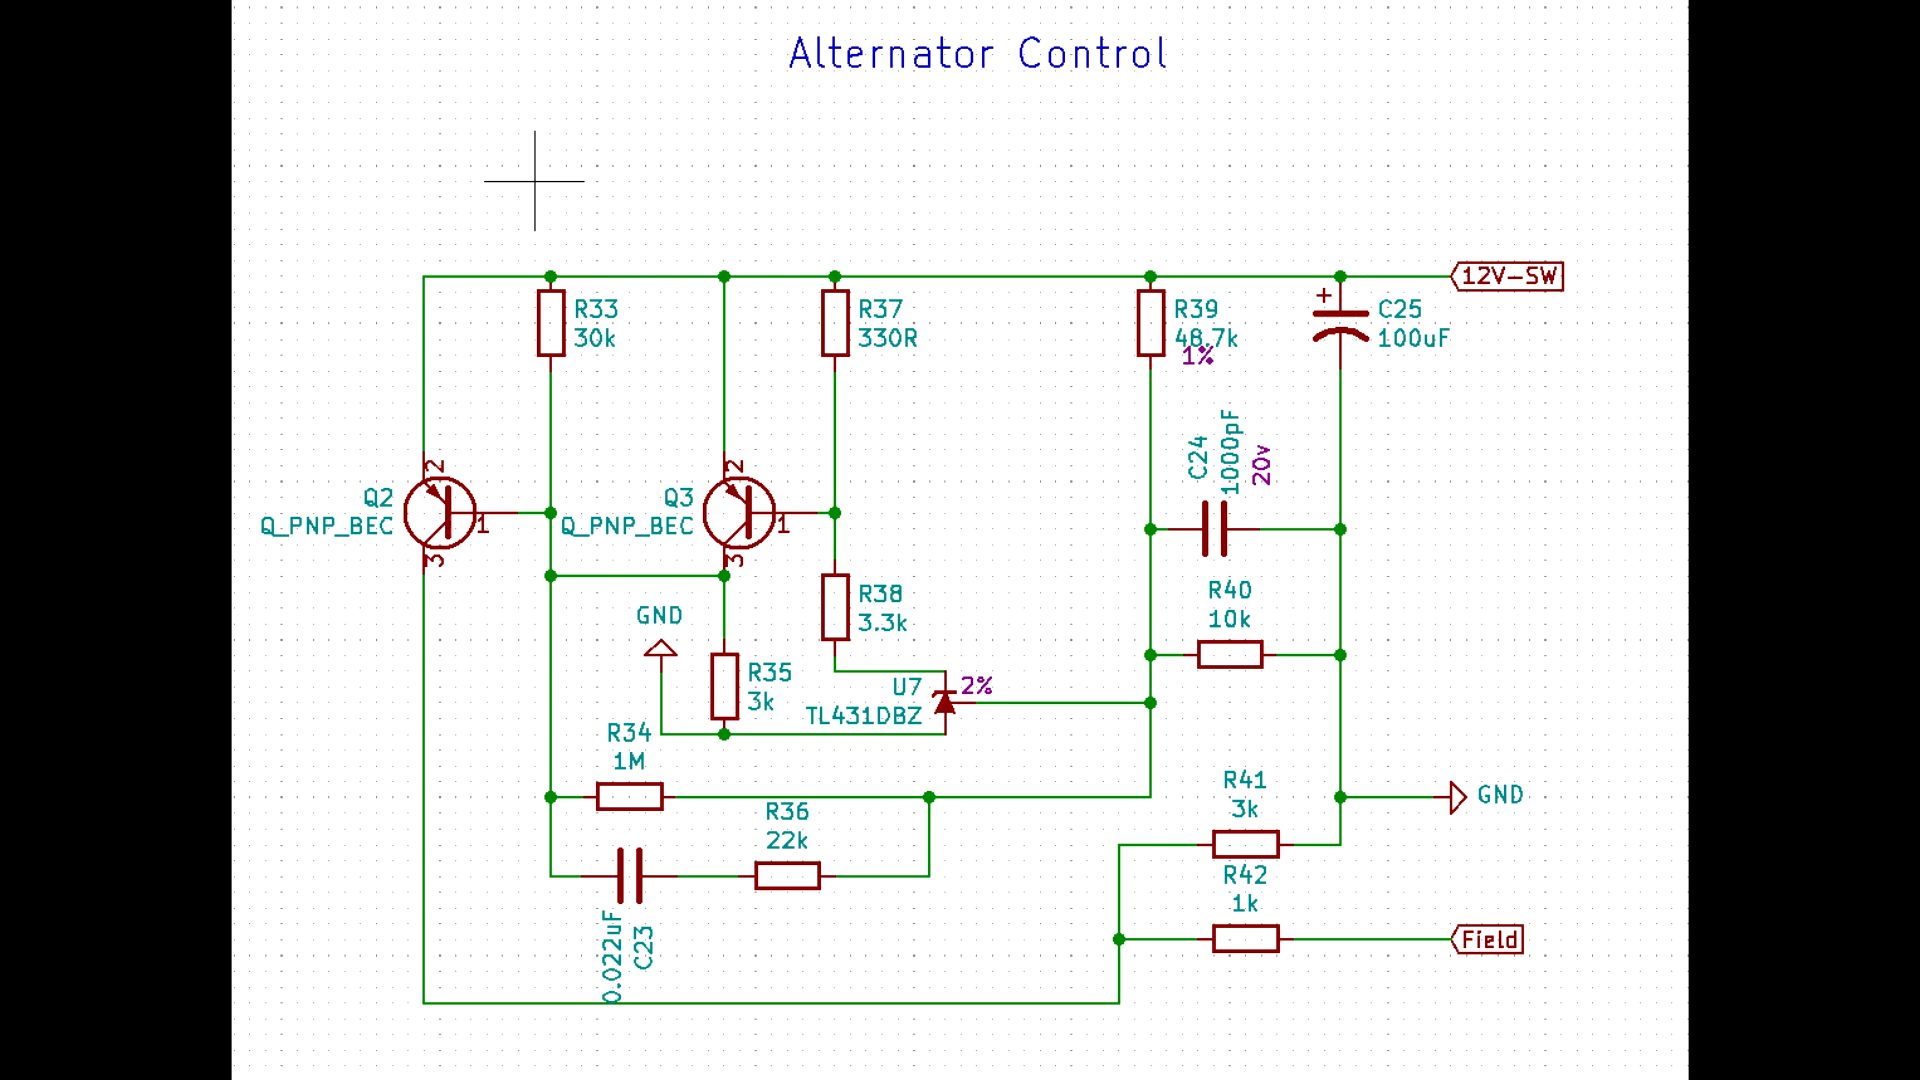 Alternator Control
12V-SW
R33
30k
R37
330R
R39
48.7k
1%
+
C25
100uF
C24
1000pF
20v
2
Q2
Q_PNP_BEC
1
3
2
Q3
Q_PNP_BEC
1
3
R40
10k
R38
3.3k
GND
R35
3k
U7
TL431DBZ
2%
R34
1M
R36
22k
R41
3k
GND
R42
1k
0.022uF
C23
Field